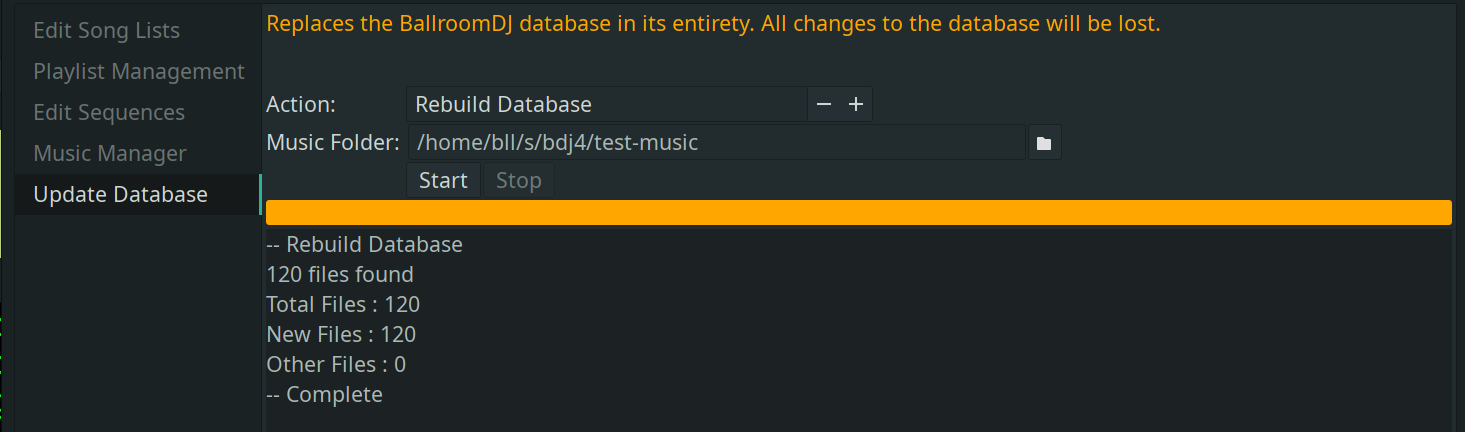 Edit Song Lists
Playlist Management
Edit Sequences
Music Manager
Update Database
Replaces the BallroomDJ database in its entirety. All changes to the database will be lost.
Action: Rebuild Database − +
Music Folder: /home/bll/s/bdj4/test-music
Start Stop
-- Rebuild Database
120 files found
Total Files : 120
New Files : 120
Other Files : 0
-- Complete